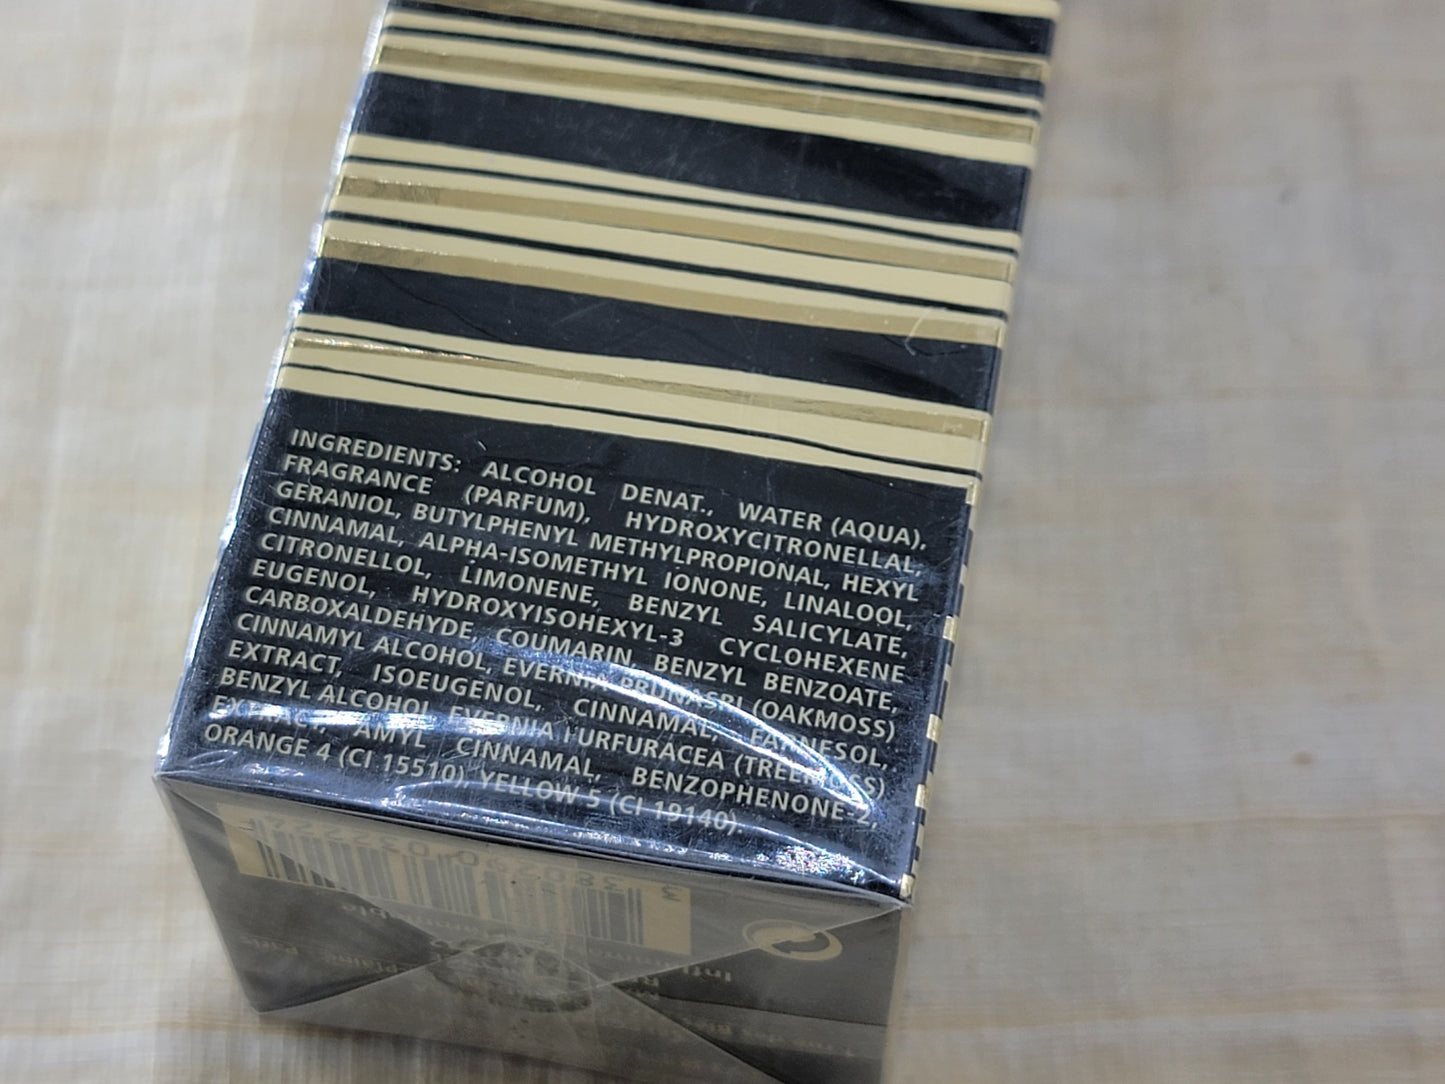 INGREDIENTS: ALCOHOL DENAT., WATER (AQUA),
FRAGRANCE (PARFUM), HYDROXYCITRONELLAL,
GERANIOL, BUTYLPHENYL METHYLPROPIONAL, HEXYL
CINNAMAL, ALPHA-ISOMETHYL IONONE, LINALOOL,
CITRONELLOL, LIMONENE, BENZYL SALICYLATE,
EUGENOL, HYDROXYISOHEXYL-3 CYCLOHEXENE
CARBOXALDEHYDE, COUMARIN, BENZYL BENZOATE,
CINNAMYL ALCOHOL, EVERNIA PRUNASRI (OAKMOSS)
EXTRACT, ISOEUGENOL, CINNAMAL, FARNESOL,
BENZYL ALCOHOL, EVERNIA FURFURACEA (TREEMOSS)
EXTRACT, AMYL CINNAMAL, BENZOPHENONE-2,
ORANGE 4 (CI 15510), YELLOW 5 (CI 19140).